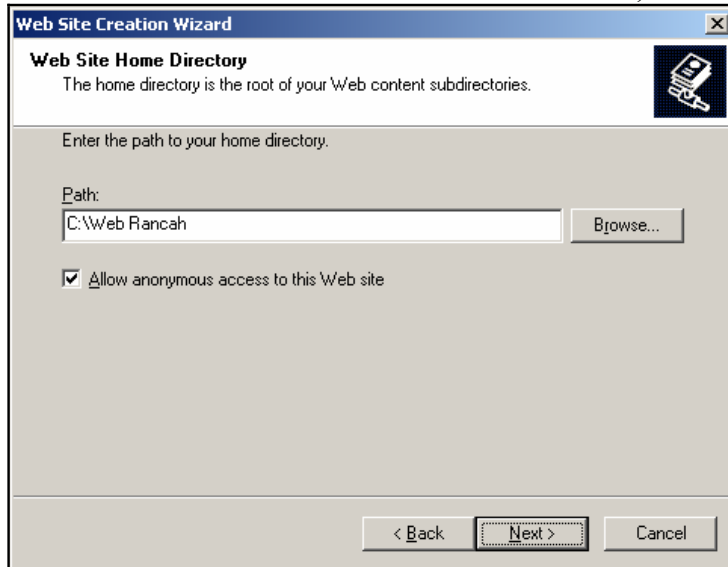 Web Site Creation Wizard
Web Site Home Directory
The home directory is the root of your Web content subdirectories.
Enter the path to your home directory.
Path:
C:\Web Rancah
Browse...
Allow anonymous access to this Web site
< Back
Next >
Cancel